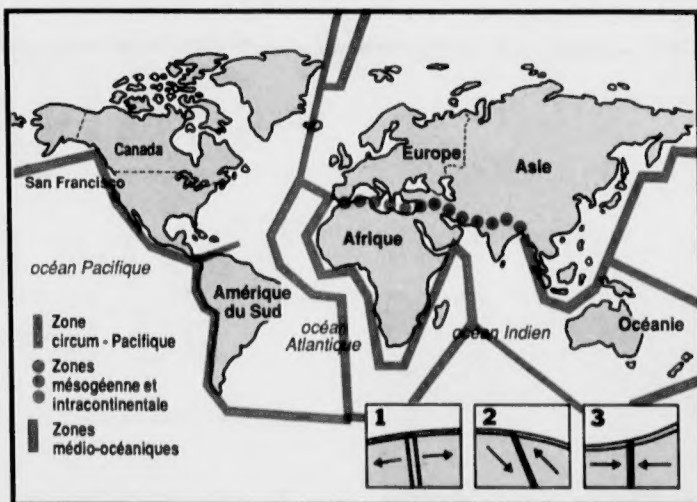 Canada
Europe
Asie
San Francisco
Afrique
océan Pacifique
Amérique
du Sud
océan
Atlantique
océan Indien
Océanie
Zone
circum - Pacifique
Zones
mésogéenne et
intracontinentale
Zones
médio-océaniques
1
2
3